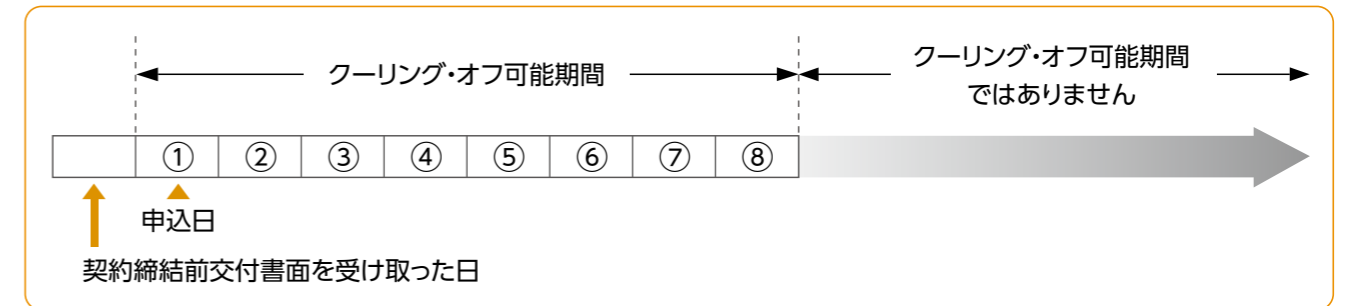 クーリング・オフ可能期間
クーリング・オフ可能期間
ではありません
① ② ③ ④ ⑤ ⑥ ⑦ ⑧
申込日
契約締結前交付書面を受け取った日